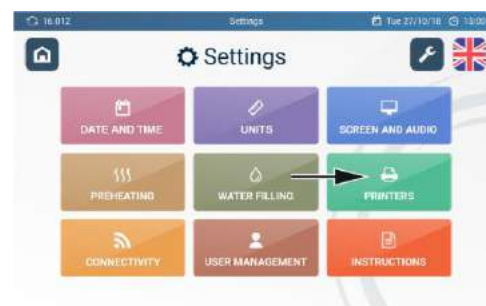 16.012 Settings Tue 27/10/18 13:00
Settings
DATE AND TIME UNITS SCREEN AND AUDIO
PREHEATING WATER FILLING PRINTERS
CONNECTIVITY USER MANAGEMENT INSTRUCTIONS